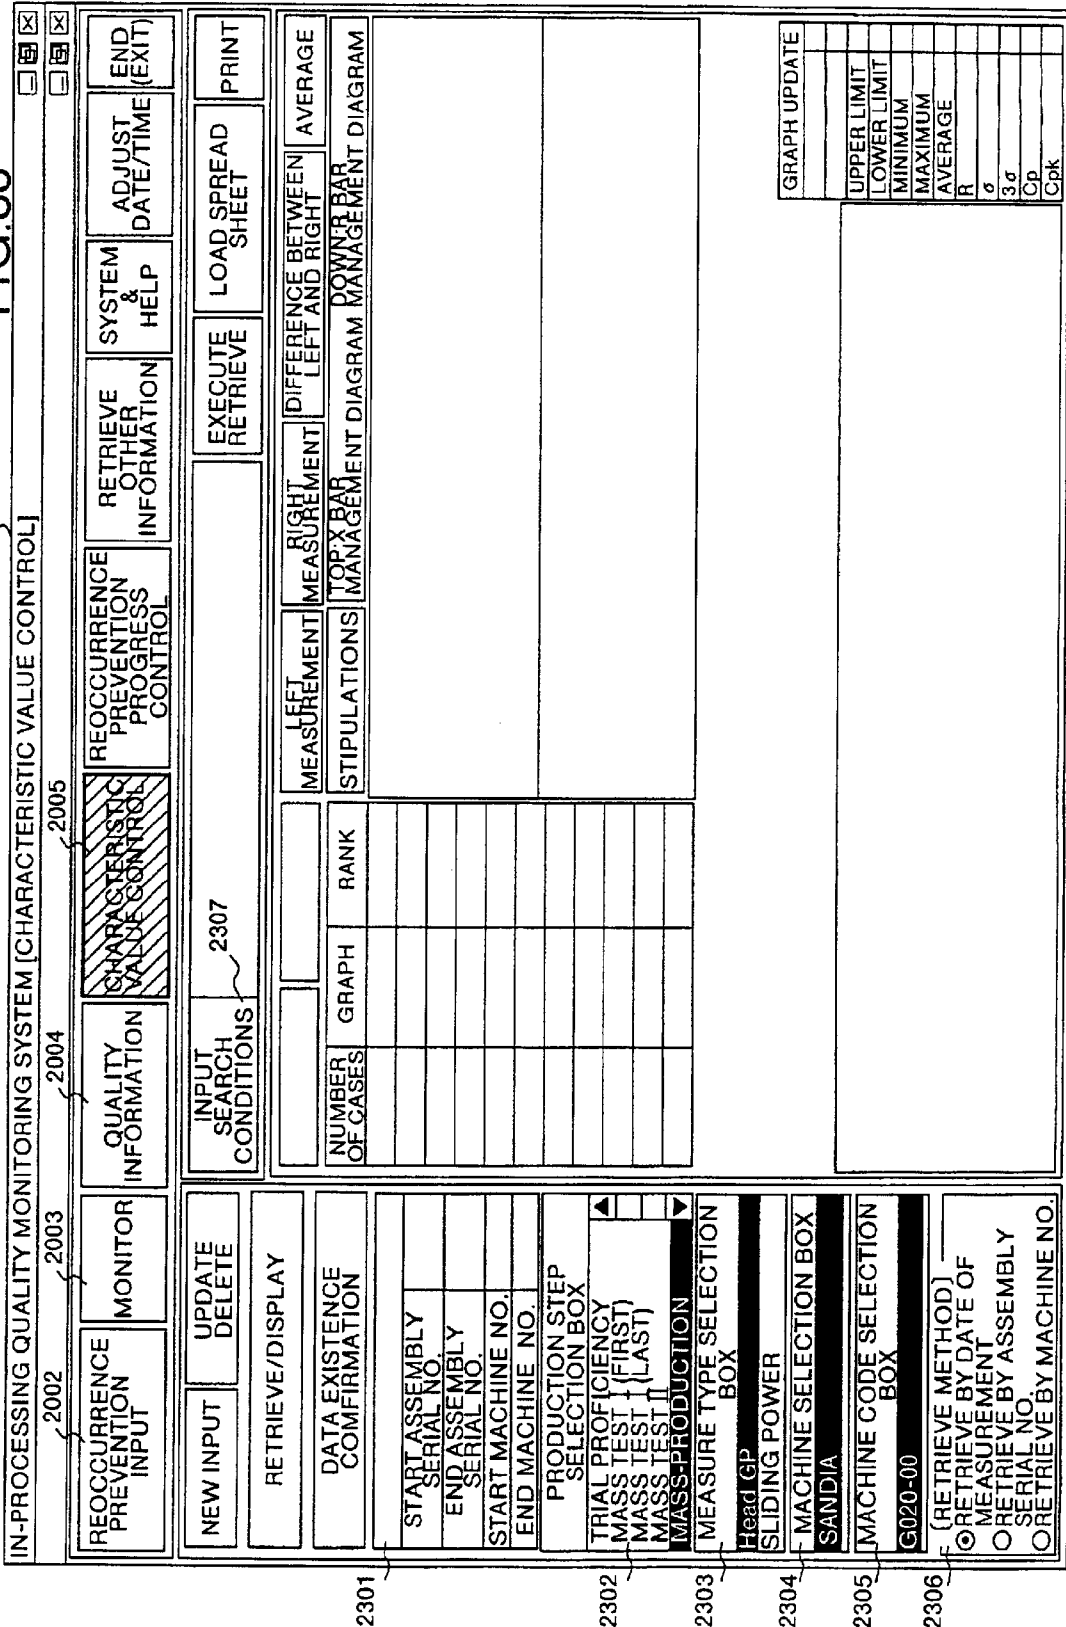 IN-PROCESSING QUALITY MONITORING SYSTEM [CHARACTERISTIC VALUE CONTROL]
2002
2003
2004
2005
REOCCURRENCE
PREVENTION
INPUT
MONITOR
QUALITY
INFORMATION
CHARACTERISTIC
VALUE CONTROL
REOCCURRENCE
PREVENTION
PROGRESS
CONTROL
RETRIEVE
OTHER
INFORMATION
SYSTEM
&
HELP
ADJUST
DATE/TIME
END
(EXIT)
NEW INPUT
UPDATE
DELETE
RETRIEVE/DISPLAY
DATA EXISTENCE
COMFIRMATION
INPUT
SEARCH
CONDITIONS
2307
EXECUTE
RETRIEVE
LOAD SPREAD
SHEET
PRINT
LEFT
MEASUREMENT
RIGHT
MEASUREMENT
DIFFERENCE BETWEEN
LEFT AND RIGHT
AVERAGE
NUMBER
OF CASES
GRAPH
RANK
STIPULATIONS
TOP:X BAR
MANAGEMENT DIAGRAM
DOWN:R BAR
MANAGEMENT DIAGRAM
2301
START ASSEMBLY
SERIAL NO.
END ASSEMBLY
SERIAL NO.
START MACHINE NO.
END MACHINE NO.
PRODUCTION STEP
SELECTION BOX
2302
TRIAL PROFICIENCY
MASS TEST I (FIRST)
MASS TEST I (LAST)
MASS TEST II
MASS-PRODUCTION
2303
MEASURE TYPE SELECTION
BOX
Head GP
SLIDING POWER
2304
MACHINE SELECTION BOX
SANDIA
2305
MACHINE CODE SELECTION
BOX
G020-00
2306
[RETRIEVE METHOD]
RETRIEVE BY DATE OF
MEASUREMENT
RETRIEVE BY ASSEMBLY
SERIAL NO.
RETRIEVE BY MACHINE NO.
GRAPH UPDATE
UPPER LIMIT
LOWER LIMIT
MINIMUM
MAXIMUM
AVERAGE
R
σ
3σ
Cp
Cpk